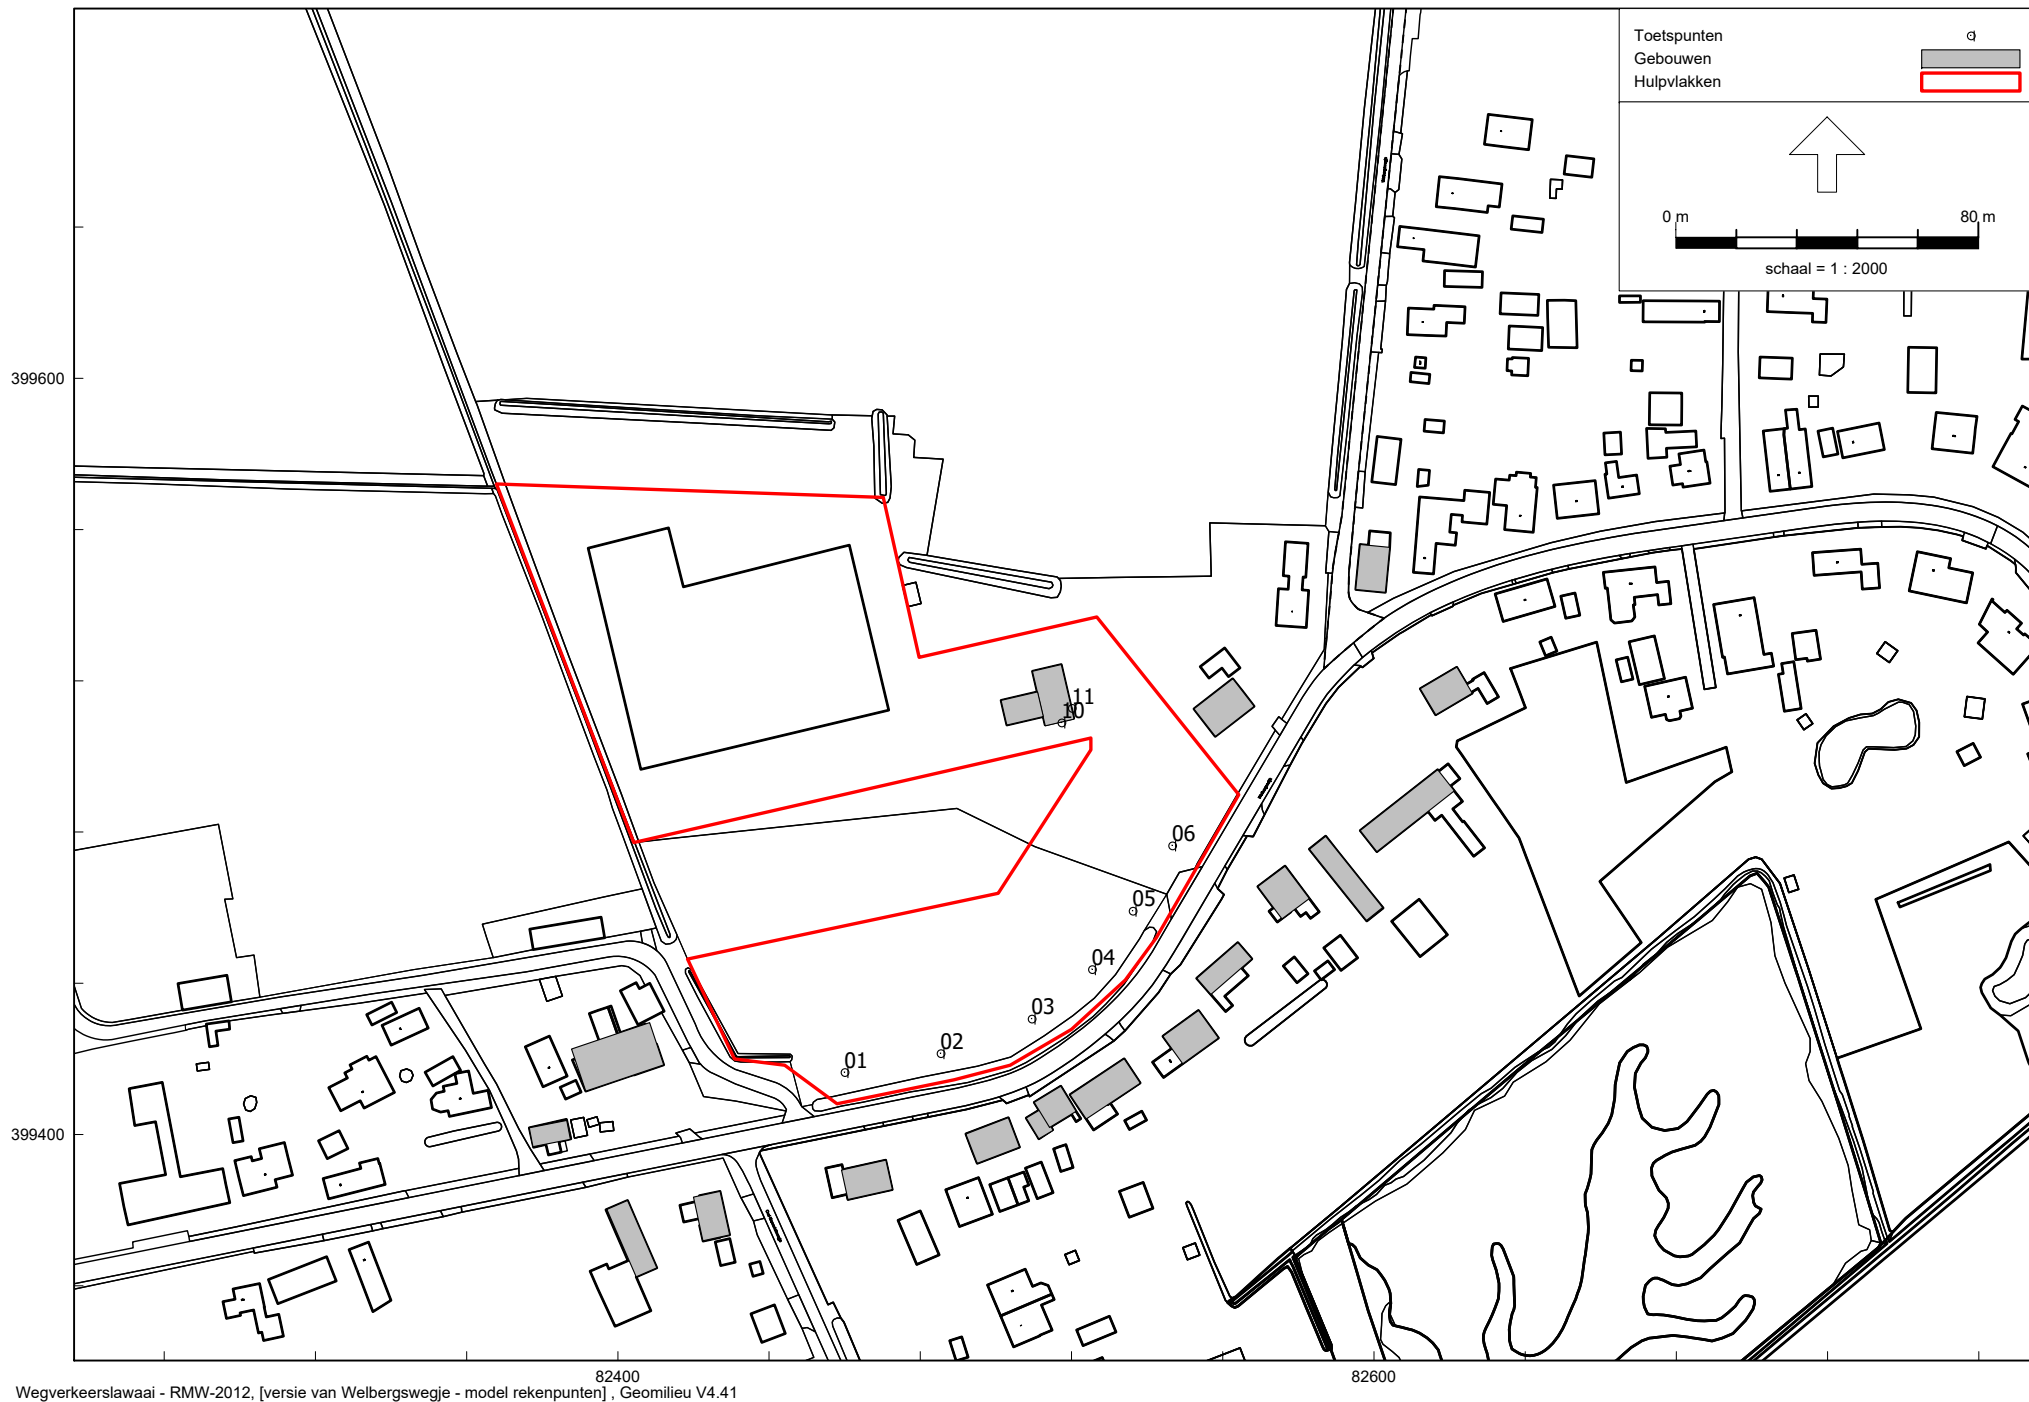 Toetspunten
Gebouwen
Hulpvlakken
0 m 80 m
schaal = 1 : 2000
399600
11
10
06
05
04
03
02
01
399400
82400 82600
Wegverkeerslawaai - RMW-2012, [versie van Welbergswegje - model rekenpunten] , Geomilieu V4.41